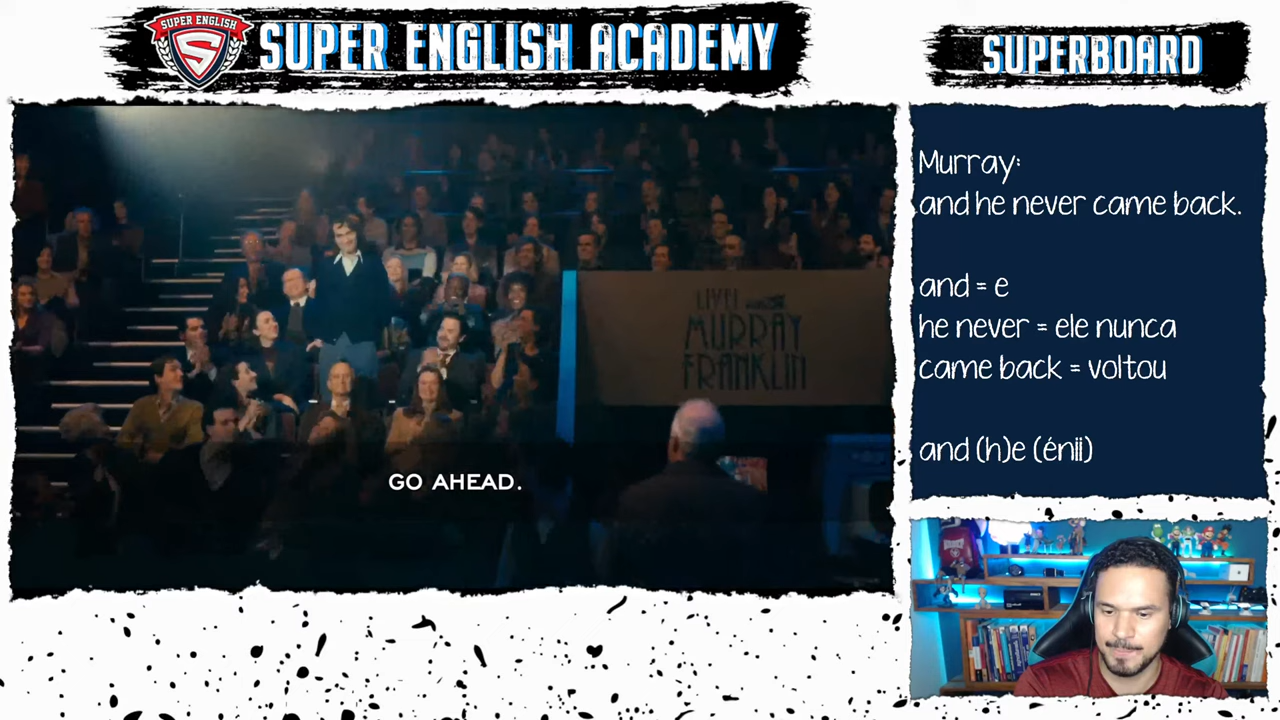 SUPER ENGLISH
SUPER ENGLISH ACADEMY
SUPERBOARD
LIVE!
MURRAY
FRANKLIN
GO AHEAD.
Murray:
and he never came back.
and = e
he never = ele nunca
came back = voltou
and (h)e (énii)